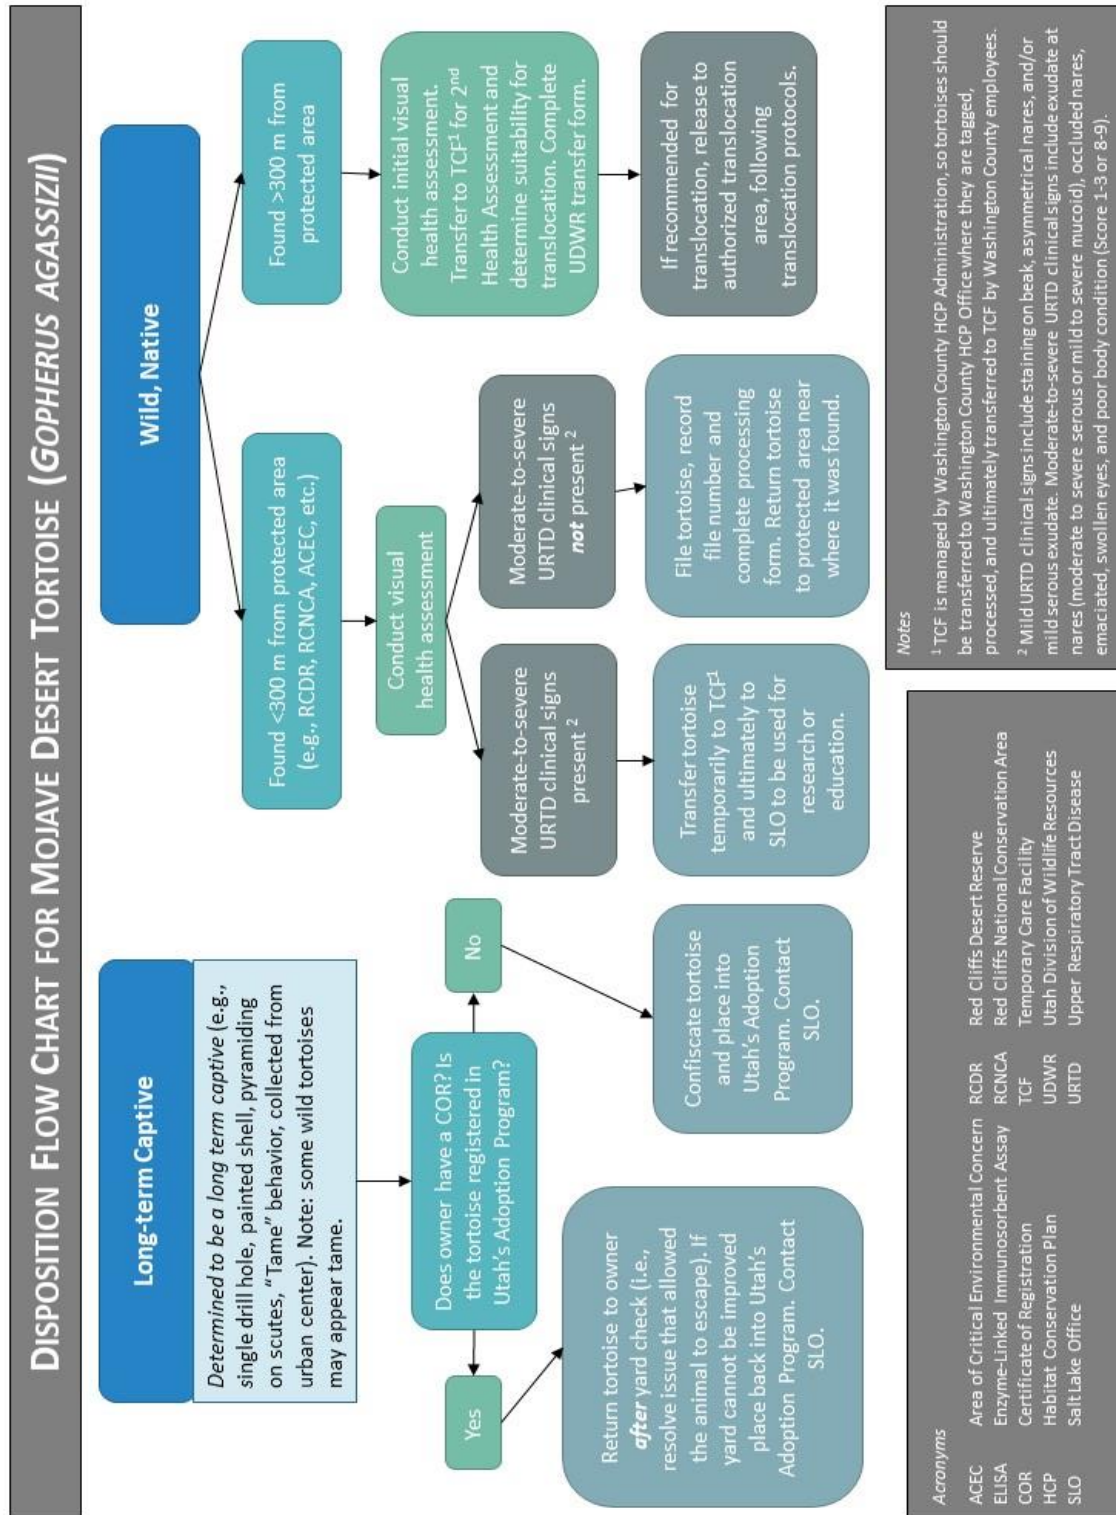 DISPOSITION FLOW CHART FOR MOJAVE DESERT TORTOISE (GOPHERUS AGASIZII)
Long-term Captive
Determined to be a long term captive (e.g.,
single drill hole, painted shell, pyramiding
on scutes, “Tame” behavior, collected from
urban center). Note: some wild tortoises
may appear tame.
Does owner have a COR? Is
the tortoise registered in
Utah’s Adoption Program?
Yes
No
Return tortoise to owner
after yard check (i.e.,
resolve issue that allowed
the animal to escape). If
yard cannot be improved
place back into Utah’s
Adoption Program. Contact
SLO.
Confiscate tortoise
and place into
Utah’s Adoption
Program. Contact
SLO.
Wild, Native
Found <300 m from protected area
(e.g., RCDR, RCNCA, ACEC, etc.)
Conduct visual
health assessment
Moderate-to-severe
URTD clinical signs
present 2
Transfer tortoise
temporarily to TCF1
and ultimately to
SLO to be used for
research or
education.
Moderate-to-severe
URTD clinical signs
not present 2
File tortoise, record
file number and
complete processing
form. Return tortoise
to protected area near
where it was found.
Found >300 m from
protected area
Conduct initial visual
health assessment.
Transfer to TCF1 for 2nd
Health Assessment and
determine suitability for
translocation. Complete
UDWR transfer form.
If recommended for
translocation, release to
authorized translocation
area, following
translocation protocols.
Acronyms
ACEC Area of Critical Environmental Concern RCDR Red Cliffs Desert Reserve
ELISA Enzyme-Linked Immunosorbent Assay RCNCA Red Cliffs National Conservation Area
COR Certificate of Registration TCF Temporary Care Facility
HCP Habitat Conservation Plan UDWR Utah Division of Wildlife Resources
SLO Salt Lake Office URTD Upper Respiratory Tract Disease
Notes
1 TCF is managed by Washington County HCP Administration, so tortoises should
be transferred to Washington County HCP Office where they are tagged,
processed, and ultimately transferred to TCF by Washington County employees.
2 Mild URTD clinical signs include staining on beak, asymmetrical nares, and/or
mild serous exudate. Moderate-to-severe URTD clinical signs include exudate at
nares (moderate to severe serous or mild to severe mucoid), occluded nares,
emaciated, swollen eyes, and poor body condition (Score 1-3 or 8-9).